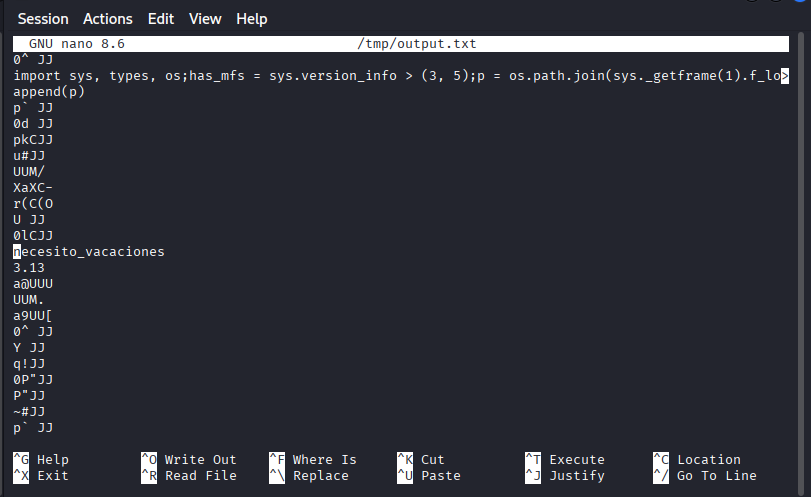 Session Actions Edit View Help
GNU nano 8.6 /tmp/output.txt
0^ JJ
import sys, types, os;has_mfs = sys.version_info > (3, 5);p = os.path.join(sys._getframe(1).f_lo>
append(p)
p` JJ
0d JJ
pkCJJ
u#JJ
UUM/
XaXC-
r(C(O
U JJ
0lCJJ
necesito_vacaciones
3.13
a@UUU
UUM.
a9UU[
0^ JJ
Y JJ
q!JJ
0P"JJ
P"JJ
~#JJ
p` JJ
^G Help ^O Write Out ^F Where Is ^K Cut ^T Execute ^C Location
^X Exit ^R Read File ^\ Replace ^U Paste ^J Justify ^/ Go To Line